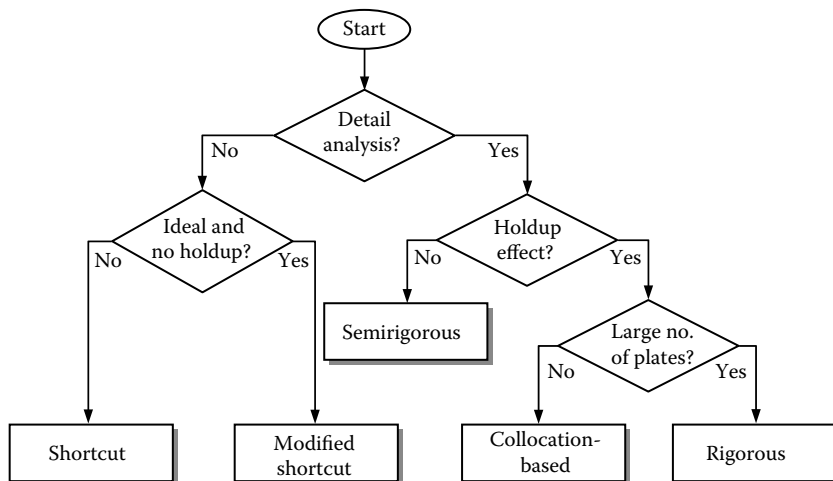 Start
Detail
analysis?
No
Yes
Ideal and
no holdup?
Holdup
effect?
No
Yes
No
Yes
Semirigorous
Large no.
of plates?
No
Yes
Shortcut
Modified
shortcut
Collocation-
based
Rigorous